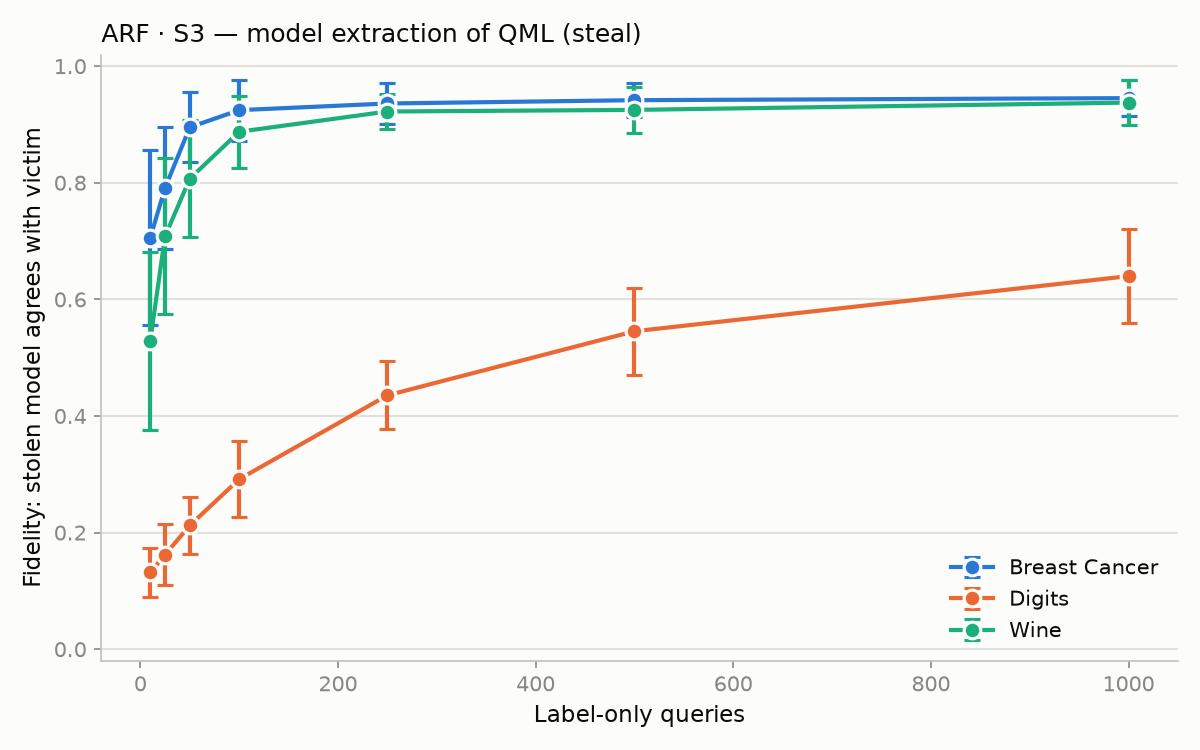 ARF · S3 — model extraction of QML (steal)
Fidelity: stolen model agrees with victim
1.0
0.8
0.6
0.4
0.2
0.0
0
200
400
600
800
1000
Label-only queries
Breast Cancer
Digits
Wine